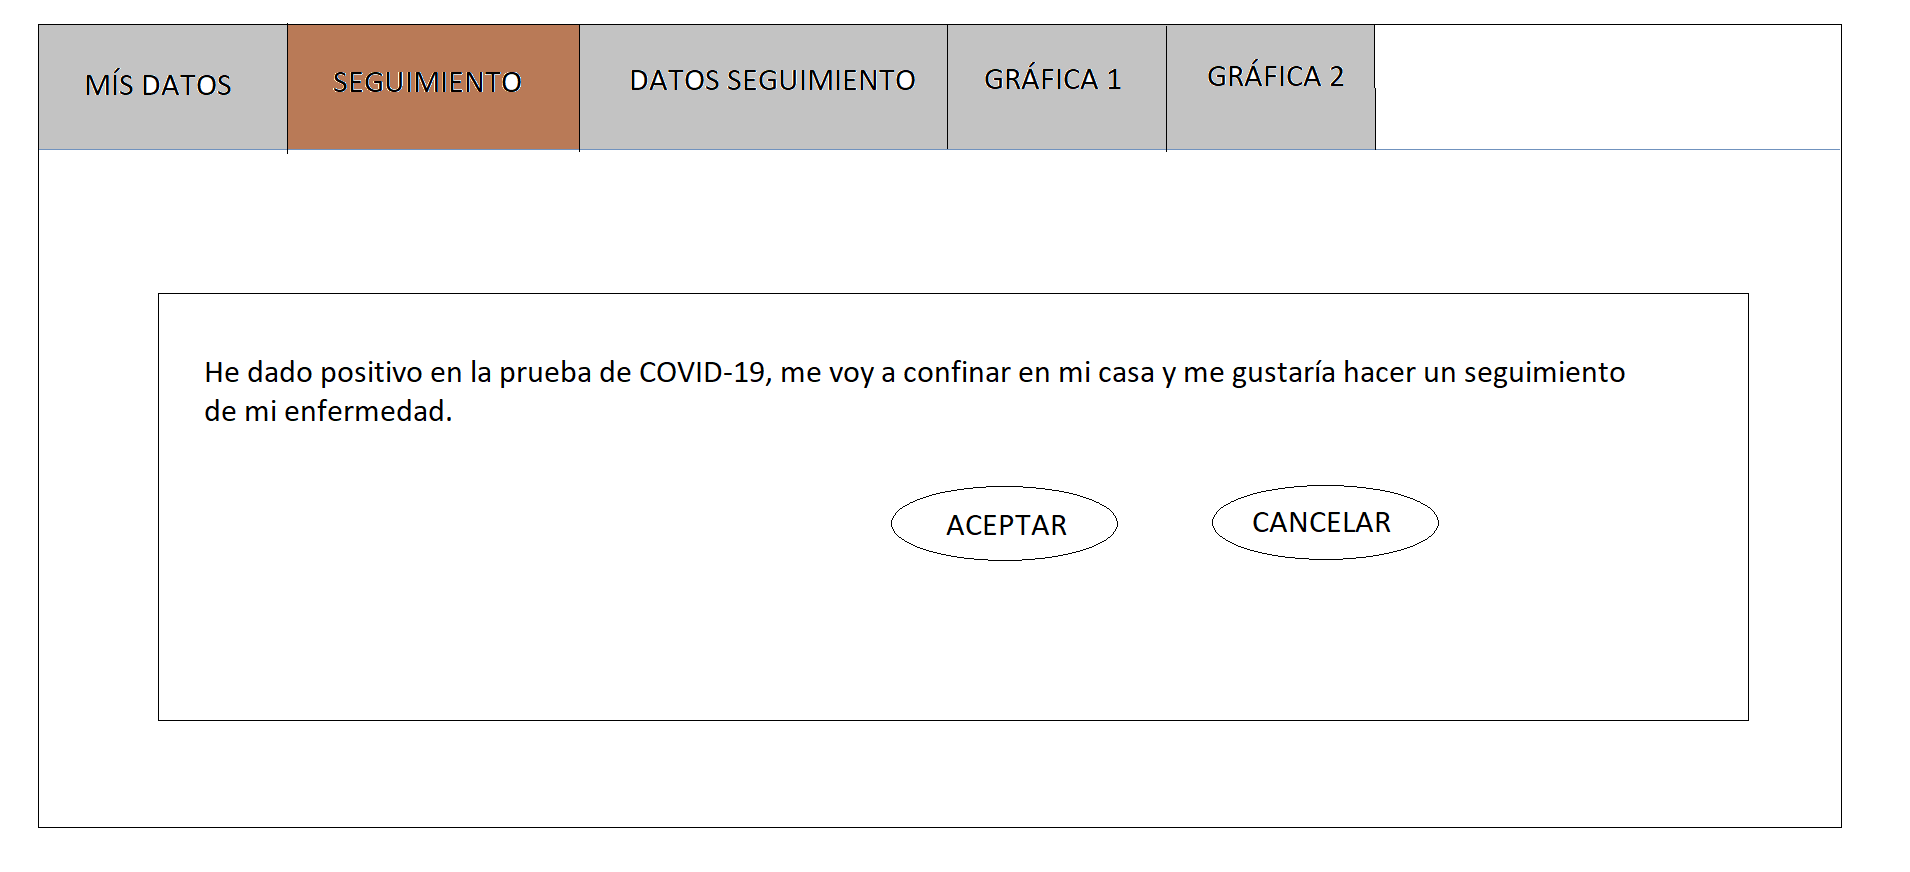 MÍS DATOS
SEGUIMIENTO
DATOS SEGUIMIENTO
GRÁFICA 1
GRÁFICA 2
He dado positivo en la prueba de COVID-19, me voy a confinar en mi casa y me gustaría hacer un seguimiento
de mi enfermedad.
ACEPTAR
CANCELAR